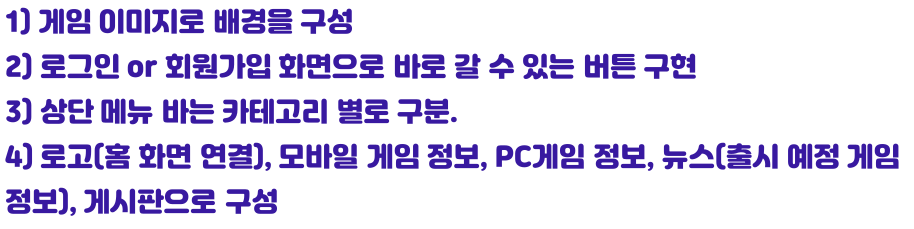 1) 게임 이미지로 배경을 구성
2) 로그인 or 회원가입 화면으로 바로 갈 수 있는 버튼 구현
3) 상단 메뉴 바는 카테고리 별로 구분.
4) 로고(홈 화면 연결), 모바일 게임 정보, PC게임 정보, 뉴스(출시 예정 게임
정보), 게시판으로 구성